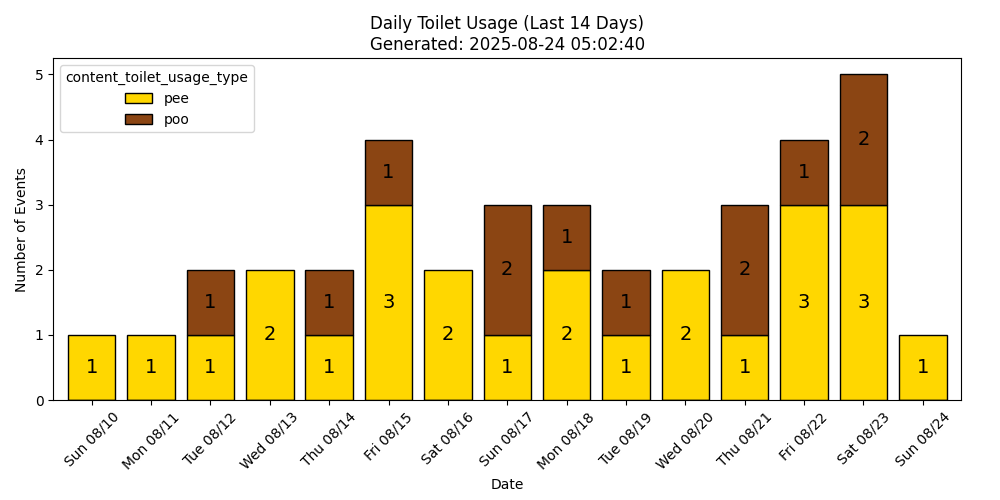 Daily Toilet Usage (Last 14 Days)
Generated: 2025-08-24 05:02:40
content_toilet_usage_type
pee
poo
Number of Events
5
4
3
2
1
0
1
1
1
1
2
1
1
3
1
2
1
2
2
1
1
1
2
1
2
3
1
3
2
1
Sun 08/10
Mon 08/11
Tue 08/12
Wed 08/13
Thu 08/14
Fri 08/15
Sat 08/16
Sun 08/17
Mon 08/18
Tue 08/19
Wed 08/20
Thu 08/21
Fri 08/22
Sat 08/23
Sun 08/24
Date